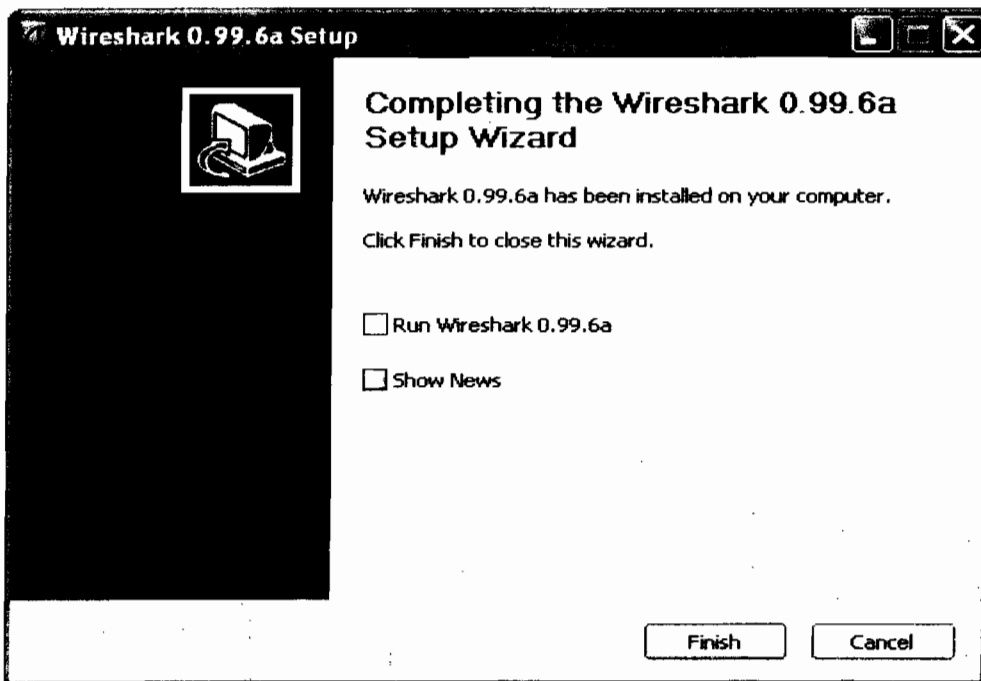 Wireshark 0.99.6a Setup
Completing the Wireshark 0.99.6a
Setup Wizard
Wireshark 0.99.6a has been installed on your computer.
Click Finish to close this wizard.
Run Wireshark 0.99.6a
Show News
Finish
Cancel